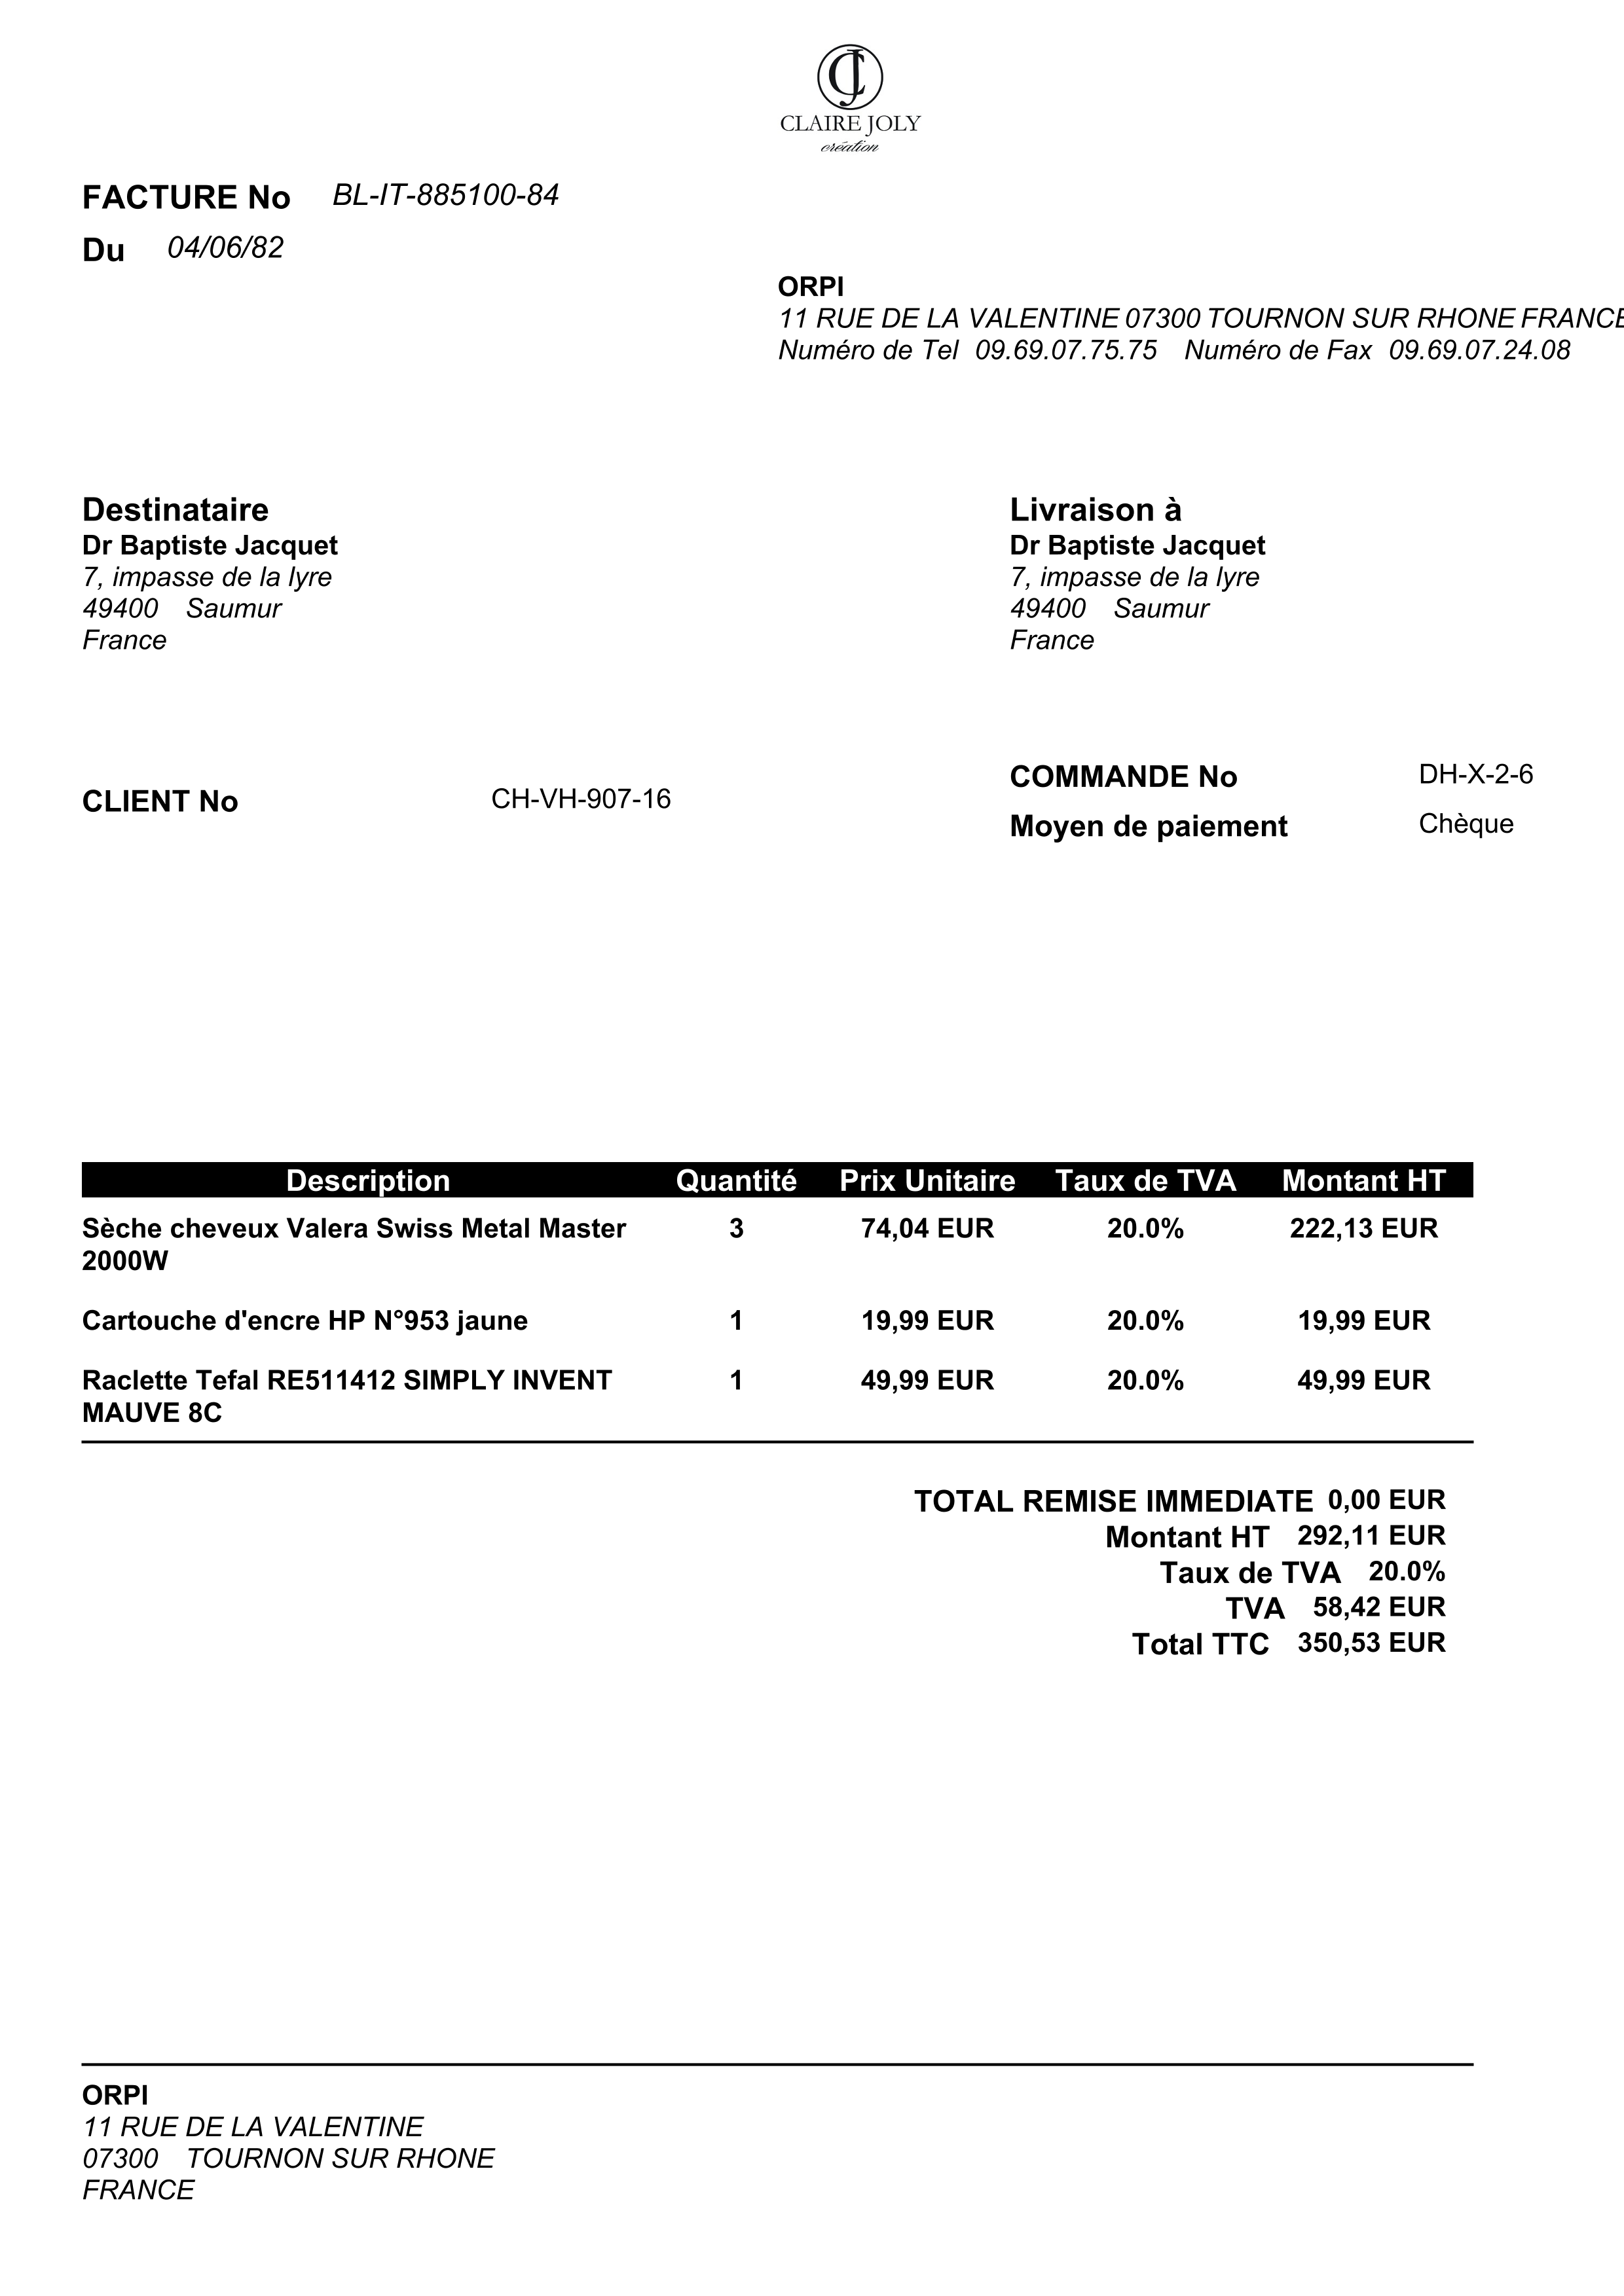 CJ
CLAIRE JOLY
création
FACTURE No BL-IT-885100-84
Du 04/06/82
ORPI
11 RUE DE LA VALENTINE 07300 TOURNON SUR RHONE FRANCE
Numéro de Tel 09.69.07.75.75 Numéro de Fax 09.69.07.24.08
Destinataire
Dr Baptiste Jacquet
7, impasse de la lyre
49400 Saumur
France
Livraison à
Dr Baptiste Jacquet
7, impasse de la lyre
49400 Saumur
France
CLIENT No CH-VH-907-16
COMMANDE No DH-X-2-6
Moyen de paiement Chèque
Description Quantité Prix Unitaire Taux de TVA Montant HT
Sèche cheveux Valera Swiss Metal Master 3 74,04 EUR 20.0% 222,13 EUR
2000W
Cartouche d'encre HP N°953 jaune 1 19,99 EUR 20.0% 19,99 EUR
Raclette Tefal RE511412 SIMPLY INVENT 1 49,99 EUR 20.0% 49,99 EUR
MAUVE 8C
TOTAL REMISE IMMEDIATE 0,00 EUR
Montant HT 292,11 EUR
Taux de TVA 20.0%
TVA 58,42 EUR
Total TTC 350,53 EUR
ORPI
11 RUE DE LA VALENTINE
07300 TOURNON SUR RHONE
FRANCE